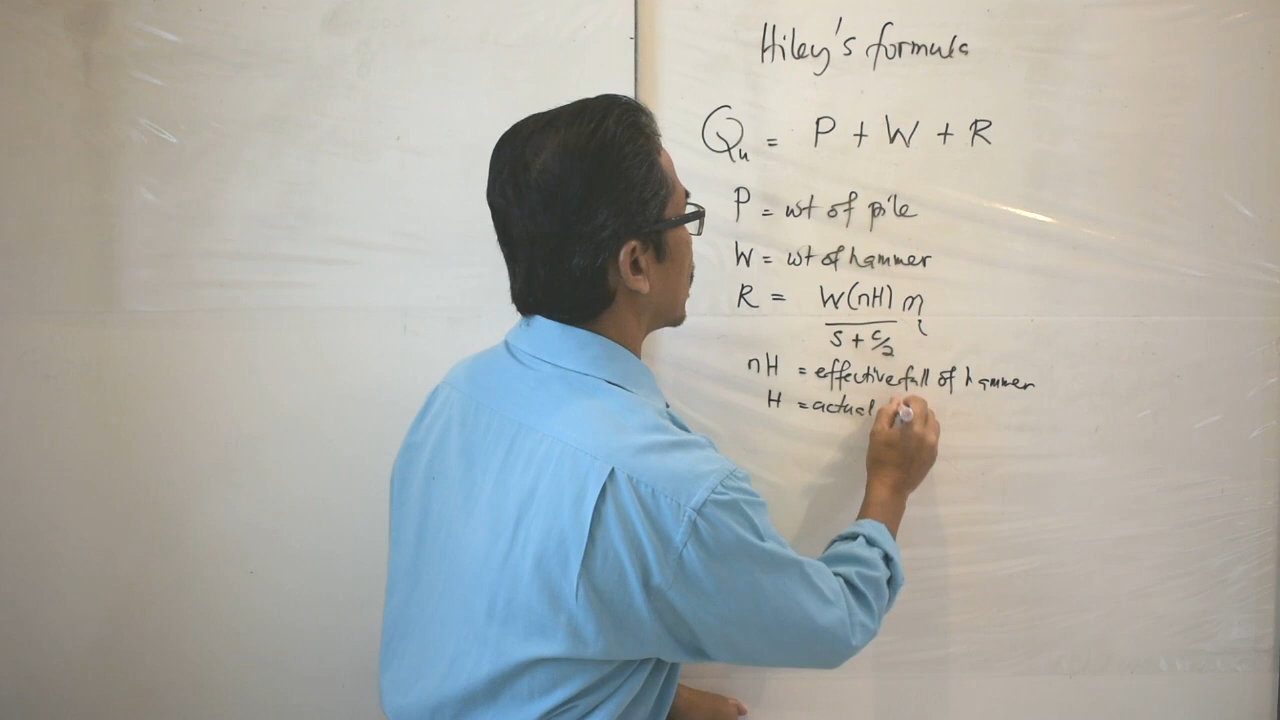 Hiley's formula
Qu = P + W + R
P = wt of pile
W = wt of hammer
R = W(nH) η
s + c/2
nH = effective fall of hammer
H = actual